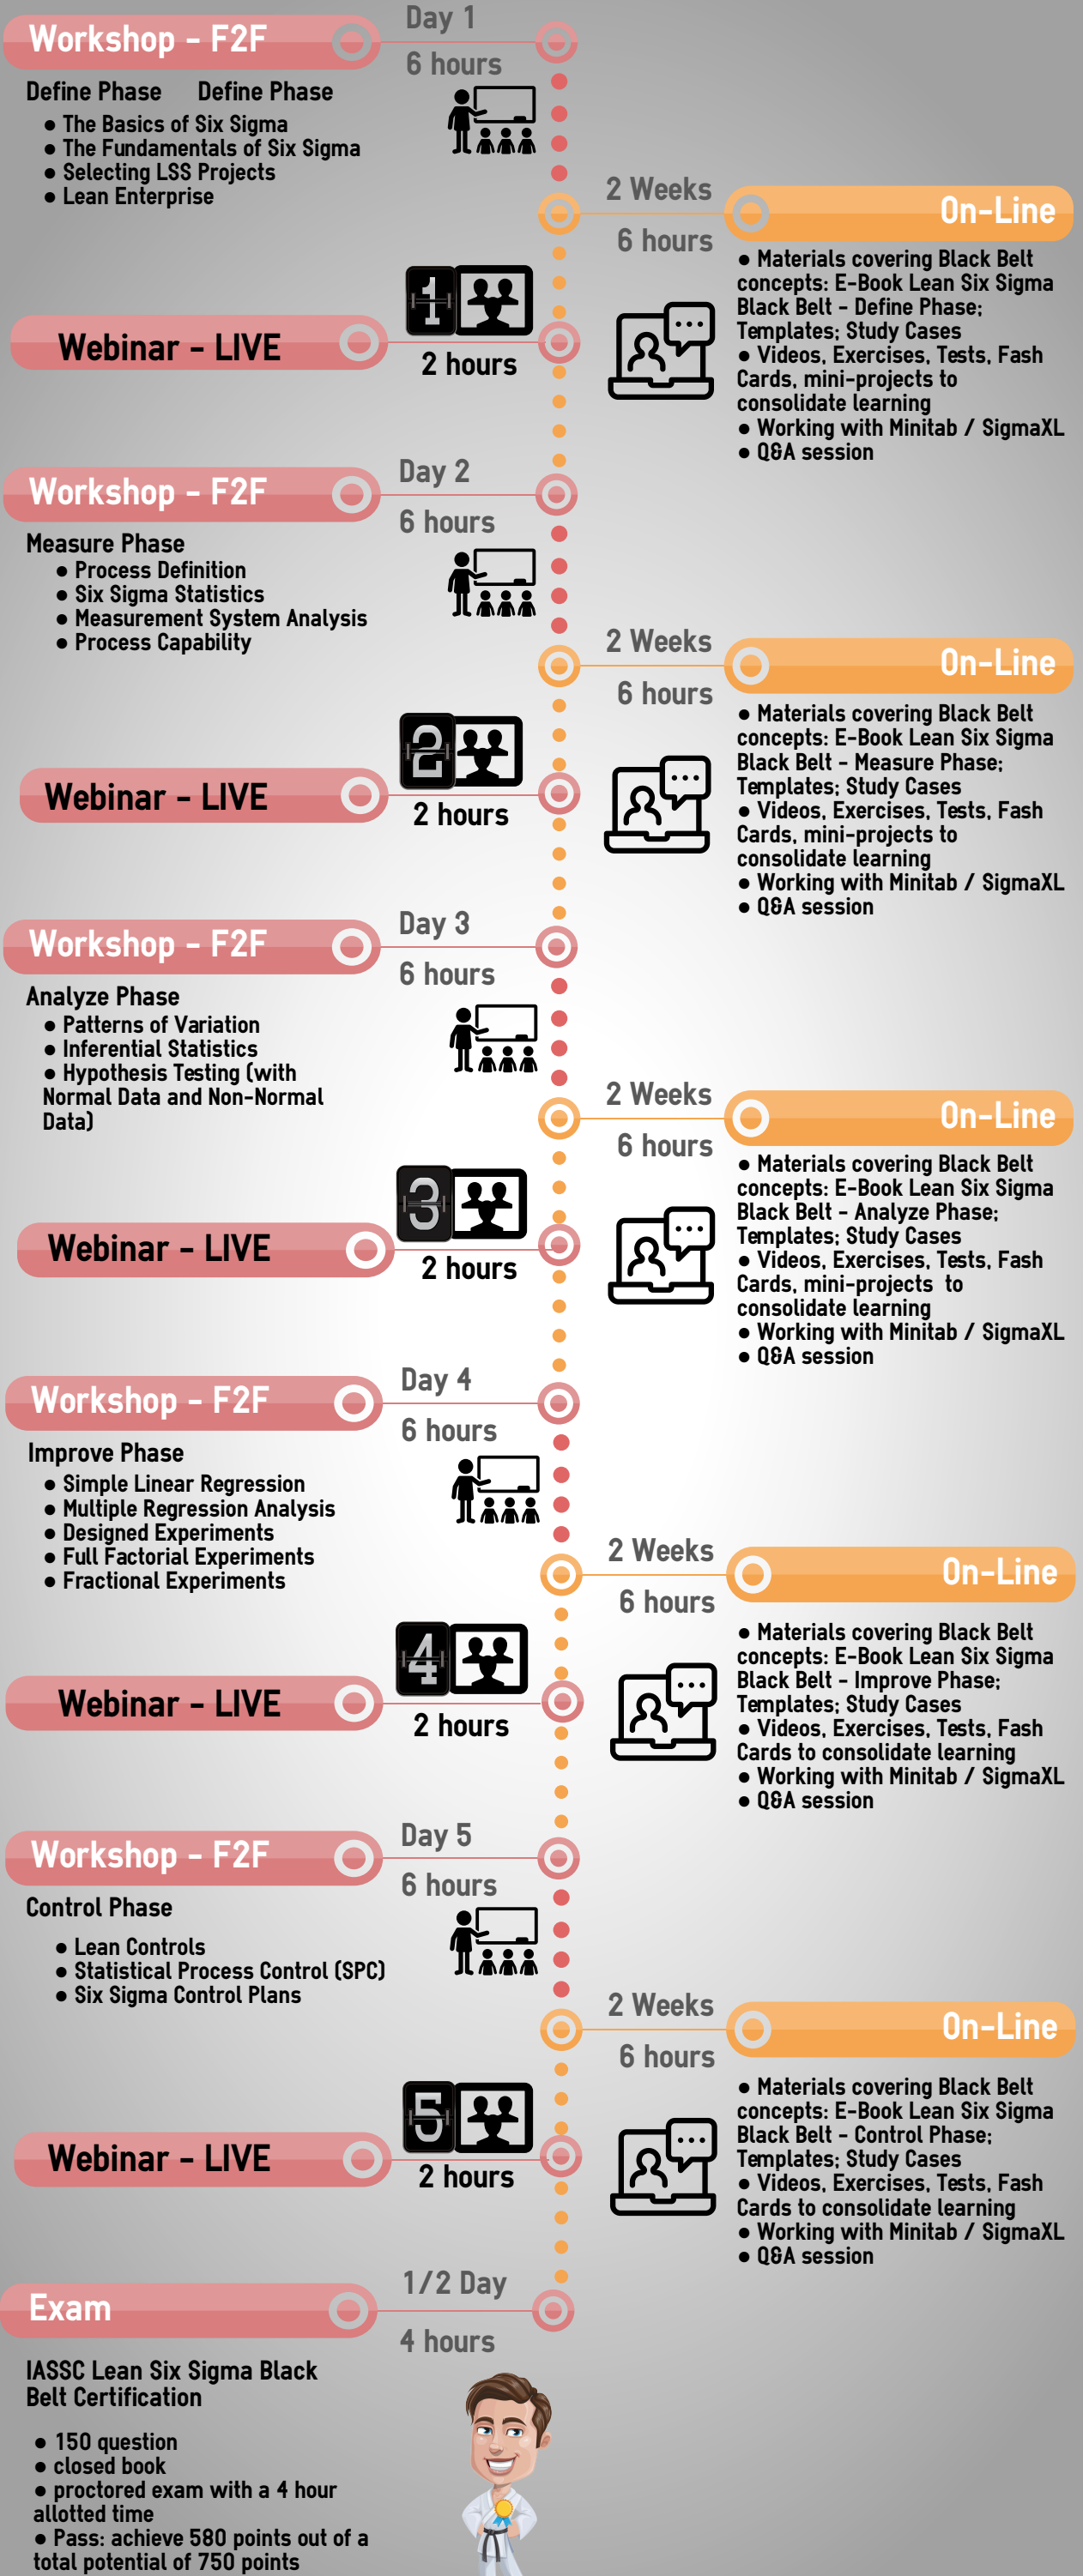 Workshop - F2F
Day 1
6 hours
Define Phase Define Phase
● The Basics of Six Sigma
● The Fundamentals of Six Sigma
● Selecting LSS Projects
● Lean Enterprise
2 Weeks
6 hours
On-Line
● Materials covering Black Belt
concepts: E-Book Lean Six Sigma
Black Belt - Define Phase;
Templates; Study Cases
● Videos, Exercises, Tests, Fash
Cards, mini-projects to
consolidate learning
● Working with Minitab / SigmaXL
● Q&A session
1
Webinar - LIVE
2 hours
Workshop - F2F
Day 2
6 hours
Measure Phase
● Process Definition
● Six Sigma Statistics
● Measurement System Analysis
● Process Capability
2 Weeks
6 hours
On-Line
● Materials covering Black Belt
concepts: E-Book Lean Six Sigma
Black Belt - Measure Phase;
Templates; Study Cases
● Videos, Exercises, Tests, Fash
Cards, mini-projects to
consolidate learning
● Working with Minitab / SigmaXL
● Q&A session
2
Webinar - LIVE
2 hours
Workshop - F2F
Day 3
6 hours
Analyze Phase
● Patterns of Variation
● Inferential Statistics
● Hypothesis Testing (with
Normal Data and Non-Normal
Data)
2 Weeks
6 hours
On-Line
● Materials covering Black Belt
concepts: E-Book Lean Six Sigma
Black Belt - Analyze Phase;
Templates; Study Cases
● Videos, Exercises, Tests, Fash
Cards, mini-projects to
consolidate learning
● Working with Minitab / SigmaXL
● Q&A session
3
Webinar - LIVE
2 hours
Workshop - F2F
Day 4
6 hours
Improve Phase
● Simple Linear Regression
● Multiple Regression Analysis
● Designed Experiments
● Full Factorial Experiments
● Fractional Experiments
2 Weeks
6 hours
On-Line
● Materials covering Black Belt
concepts: E-Book Lean Six Sigma
Black Belt - Improve Phase;
Templates; Study Cases
● Videos, Exercises, Tests, Fash
Cards to consolidate learning
● Working with Minitab / SigmaXL
● Q&A session
4
Webinar - LIVE
2 hours
Workshop - F2F
Day 5
6 hours
Control Phase
● Lean Controls
● Statistical Process Control (SPC)
● Six Sigma Control Plans
2 Weeks
6 hours
On-Line
● Materials covering Black Belt
concepts: E-Book Lean Six Sigma
Black Belt - Control Phase;
Templates; Study Cases
● Videos, Exercises, Tests, Fash
Cards to consolidate learning
● Working with Minitab / SigmaXL
● Q&A session
5
Webinar - LIVE
2 hours
Exam
1/2 Day
4 hours
IASSC Lean Six Sigma Black
Belt Certification
● 150 question
● closed book
● proctored exam with a 4 hour
allotted time
● Pass: achieve 580 points out of a
total potential of 750 points